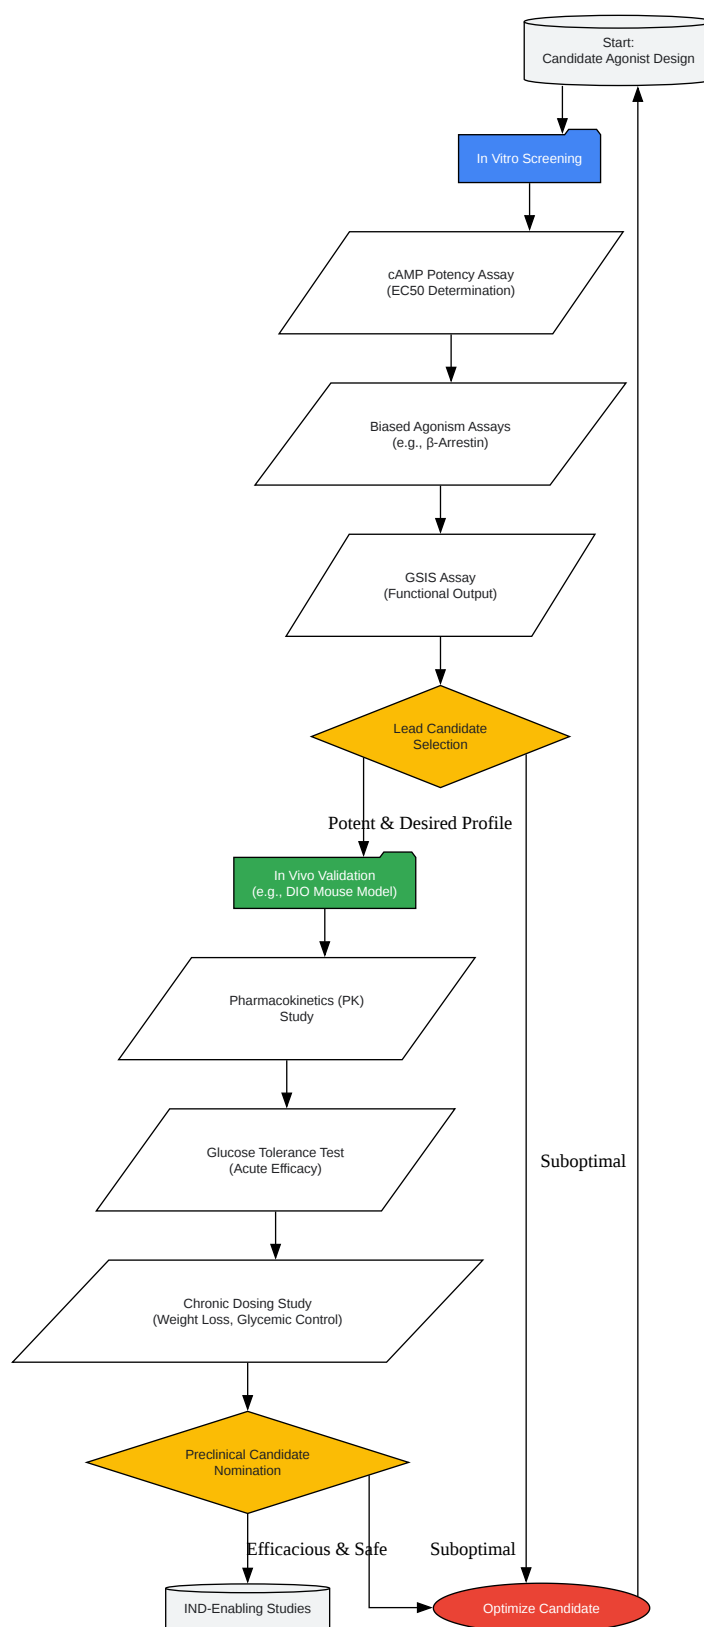 Start:
Candidate Agonist Design
In Vitro Screening
cAMP Potency Assay
(EC50 Determination)
Biased Agonism Assays
(e.g., β-Arrestin)
GSIS Assay
(Functional Output)
Lead Candidate
Selection
Potent & Desired Profile
In Vivo Validation
(e.g., DIO Mouse Model)
Pharmacokinetics (PK)
Study
Glucose Tolerance Test
(Acute Efficacy)
Suboptimal
Chronic Dosing Study
(Weight Loss, Glycemic Control)
Preclinical Candidate
Nomination
Efficacious & Safe
Suboptimal
IND-Enabling Studies
Optimize Candidate